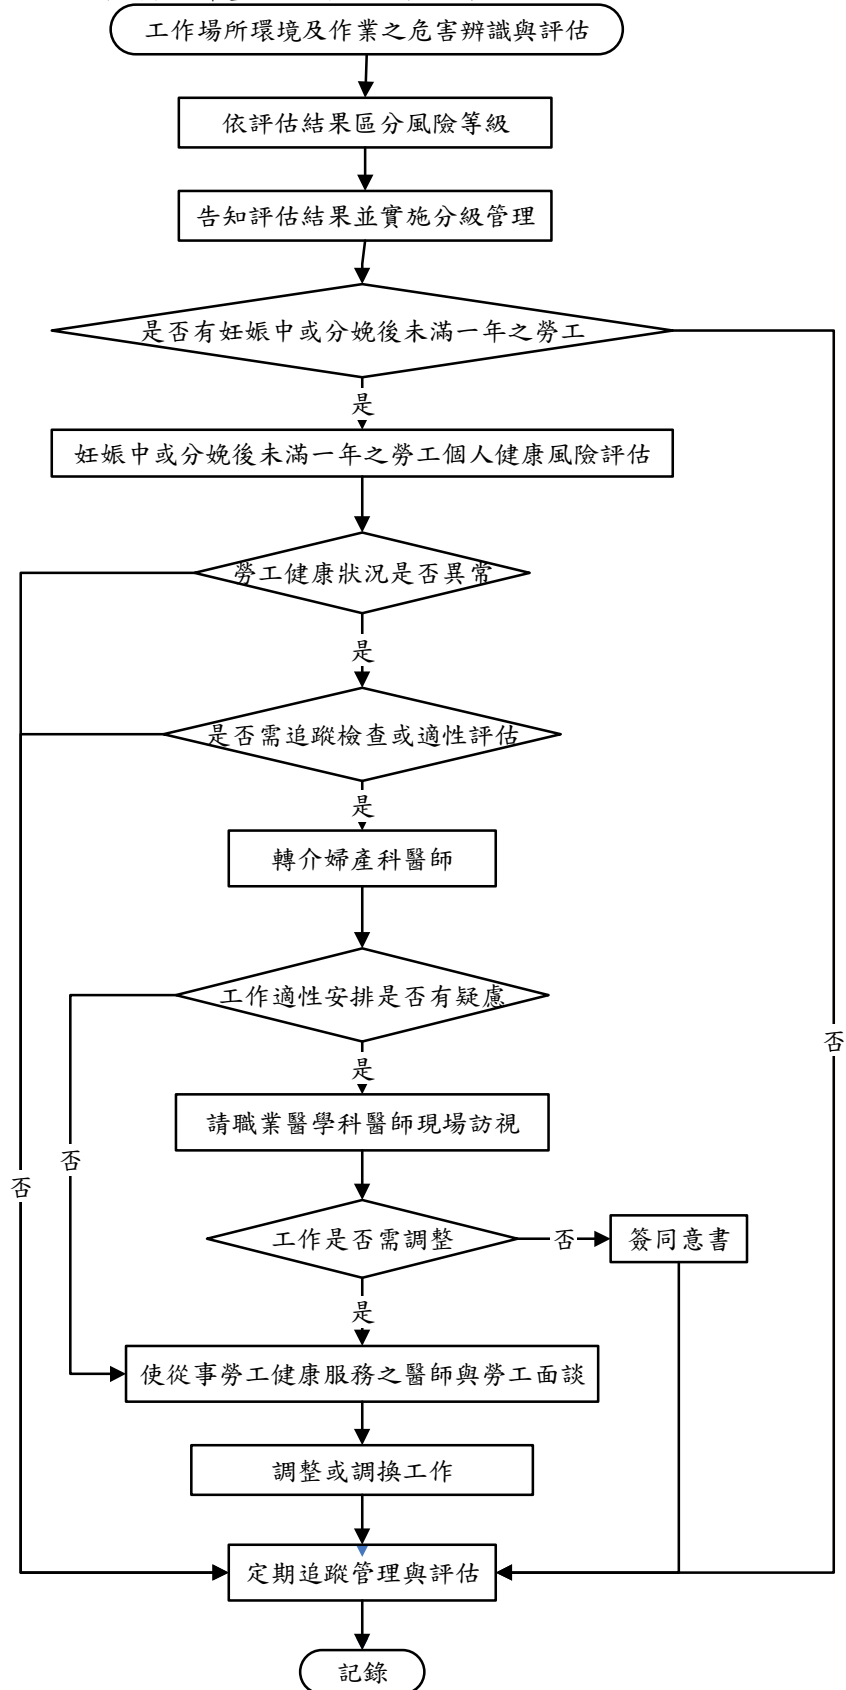 工作場所環境及作業之危害辨識與評估
依評估結果區分風險等級
告知評估結果並實施分級管理
是否有妊娠中或分娩後未滿一年之勞工
是
妊娠中或分娩後未滿一年之勞工個人健康風險評估
勞工健康狀況是否異常
是
是否需追蹤檢查或適性評估
是
轉介婦產科醫師
工作適性安排是否有疑慮
否
是
請職業醫學科醫師現場訪視
否
否
工作是否需調整
否
簽同意書
是
使從事勞工健康服務之醫師與勞工面談
調整或調換工作
定期追蹤管理與評估
記錄